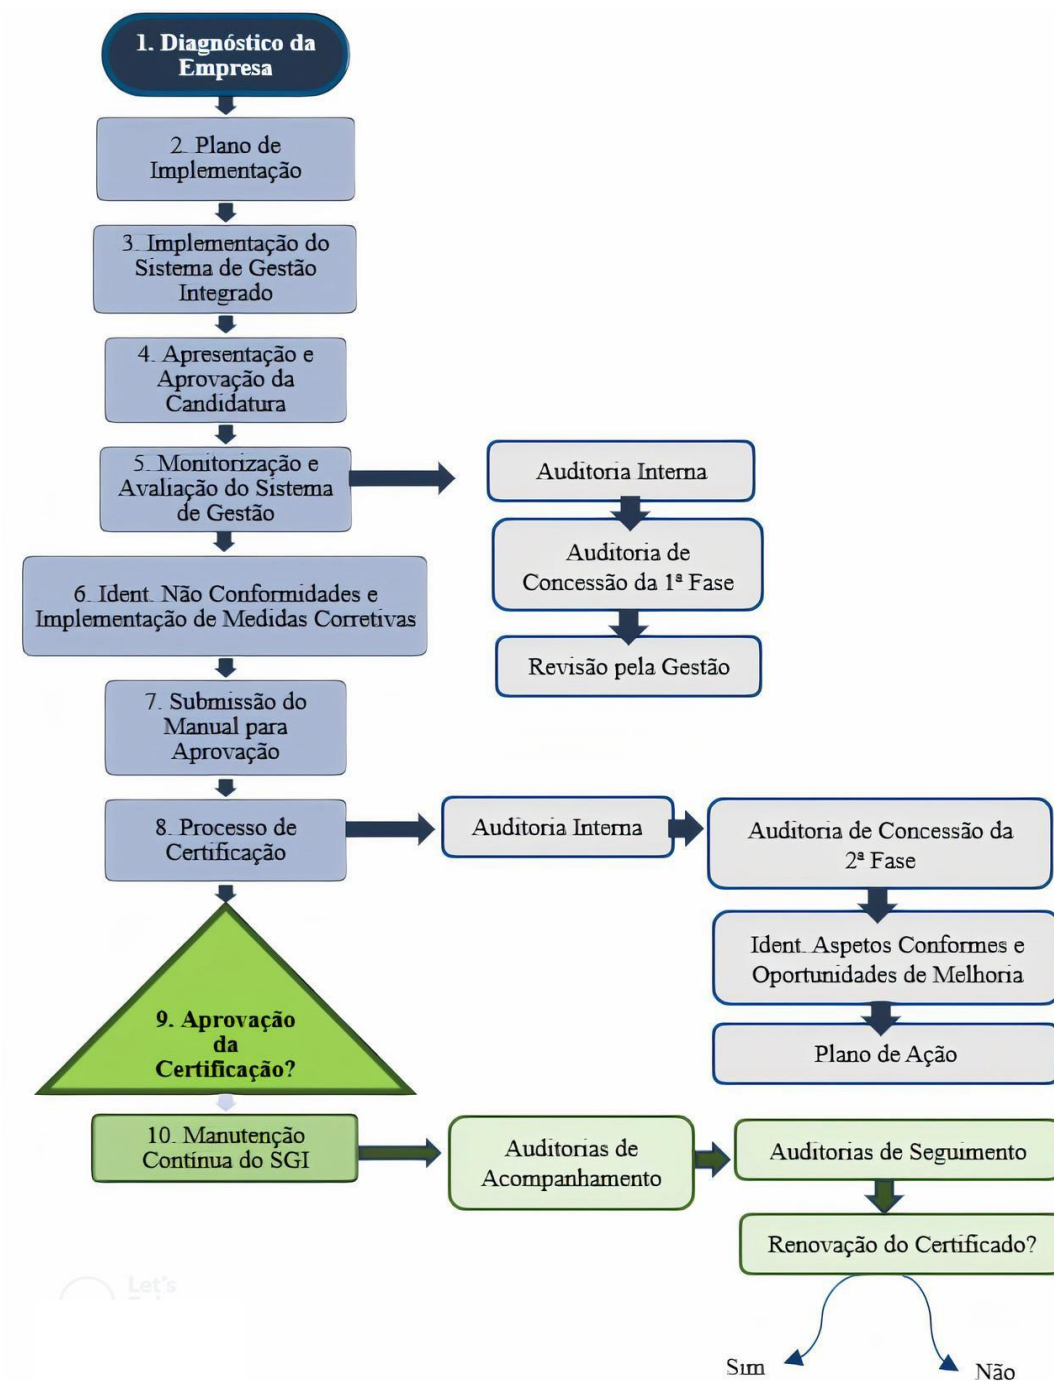 1. Diagnóstico da
Empresa
2. Plano de
Implementação
3. Implementação do
Sistema de Gestão
Integrado
4. Apresentação e
Aprovação da
Candidatura
5. Monitorização e
Avaliação do Sistema
de Gestão
Auditoria Interna
Auditoria de
Concessão da 1ª Fase
Revisão pela Gestão
6. Ident. Não Conformidades e
Implementação de Medidas Corretivas
7. Submissão do
Manual para
Aprovação
8. Processo de
Certificação
Auditoria Interna
Auditoria de Concessão da
2ª Fase
Ident. Aspetos Conformes e
Oportunidades de Melhoria
Plano de Ação
9. Aprovação
da
Certificação?
10. Manutenção
Contínua do SGI
Auditorias de
Acompanhamento
Auditorias de Seguimento
Renovação do Certificado?
Sim
Não
Let's